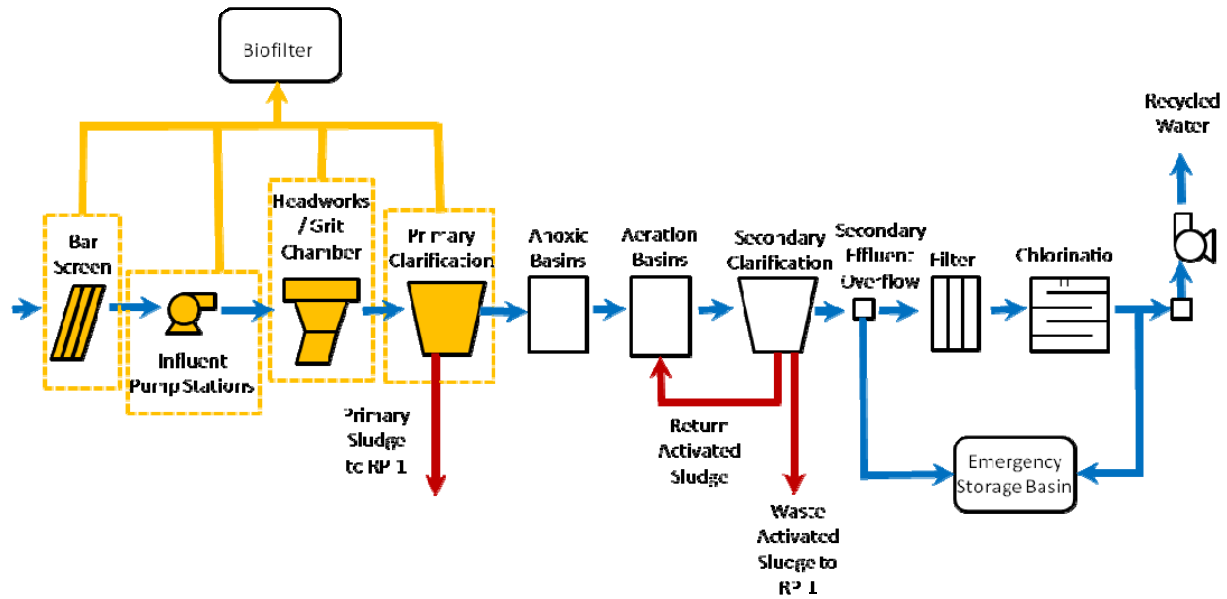 Biofilter
Recycled
Water
Headworks
/ Grit
Chamber
Bar
Screen
Primary
Clarification
Anoxic
Basins
Aeration
Basins
Secondary
Clarification
Secondary
Effluent
Overflow
Filter
Chlorinatio
Influent
Pump Stations
Primary
Sludge
to RP 1
Return
Activated
Sludge
Emergency
Storage Basin
Waste
Activated
Sludge to
RP 1